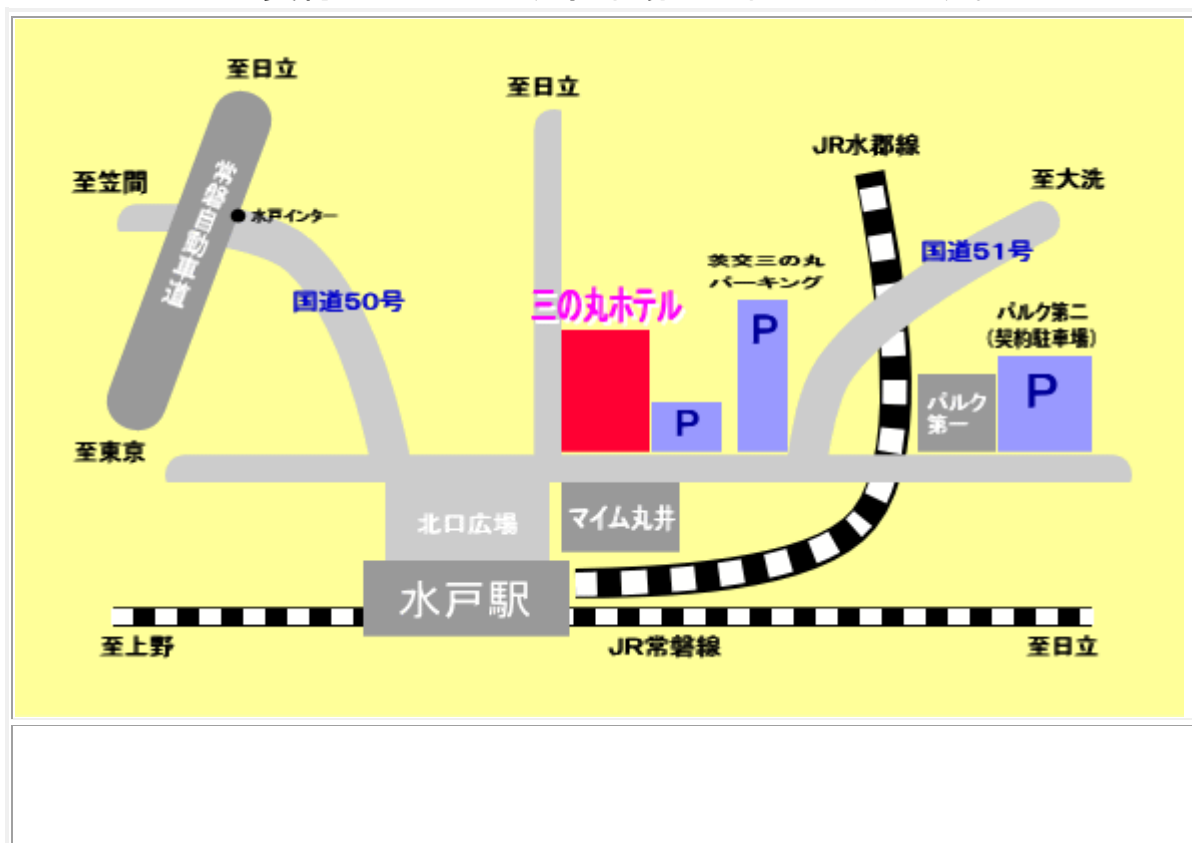 至日立
至日立
JR水郡線
至笠間
至大洗
常磐自動車道
水戸インター
国道50号
茨交三の丸
パーキング
国道51号
三の丸ホテル
P
パルク第二
(契約駐車場)
P
パルク
第一
P
至東京
北口広場
マイム丸井
水戸駅
至上野
JR常磐線
至日立